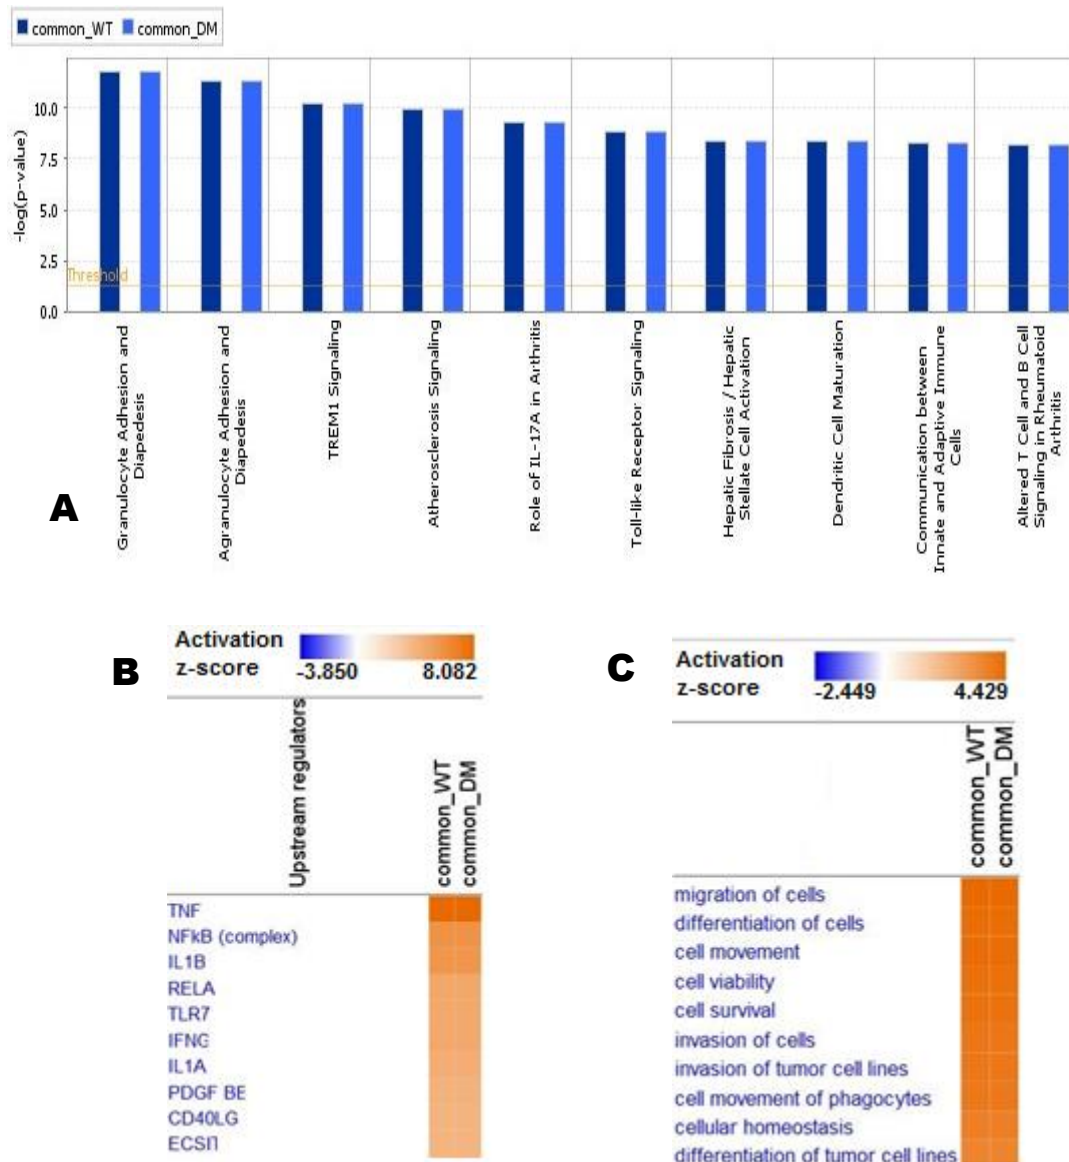 common_WT common_DM
-log(p-value)
10.0
7.5
5.0
2.5
0.0
Threshold
Granulocyte Adhesion and
Diapedesis
Agranulocyte Adhesion and
Diapedesis
TREM1 Signaling
Atherosclerosis Signaling
Role of IL-17A in Arthritis
Toll-like Receptor Signaling
Hepatic Fibrosis / Hepatic
Stellate Cell Activation
Dendritic Cell Maturation
Communication between
Innate and Adaptive Immune
Cells
Altered T Cell and B Cell
Signaling in Rheumatoid
Arthritis
A
B
Activation
z-score
-3.850 8.082
Upstream regulators
common_WT
common_DM
TNF
NFkB (complex)
IL1B
RELA
TLR7
IFNG
IL1A
PDGF BE
CD40LG
C
Activation
z-score
-2.449 4.429
common_WT
common_DM
migration of cells
differentiation of cells
cell movement
cell viability
cell survival
invasion of cells
invasion of tumor cell lines
cell movement of phagocytes
cellular homeostasis
differentiation of tumor cell lines